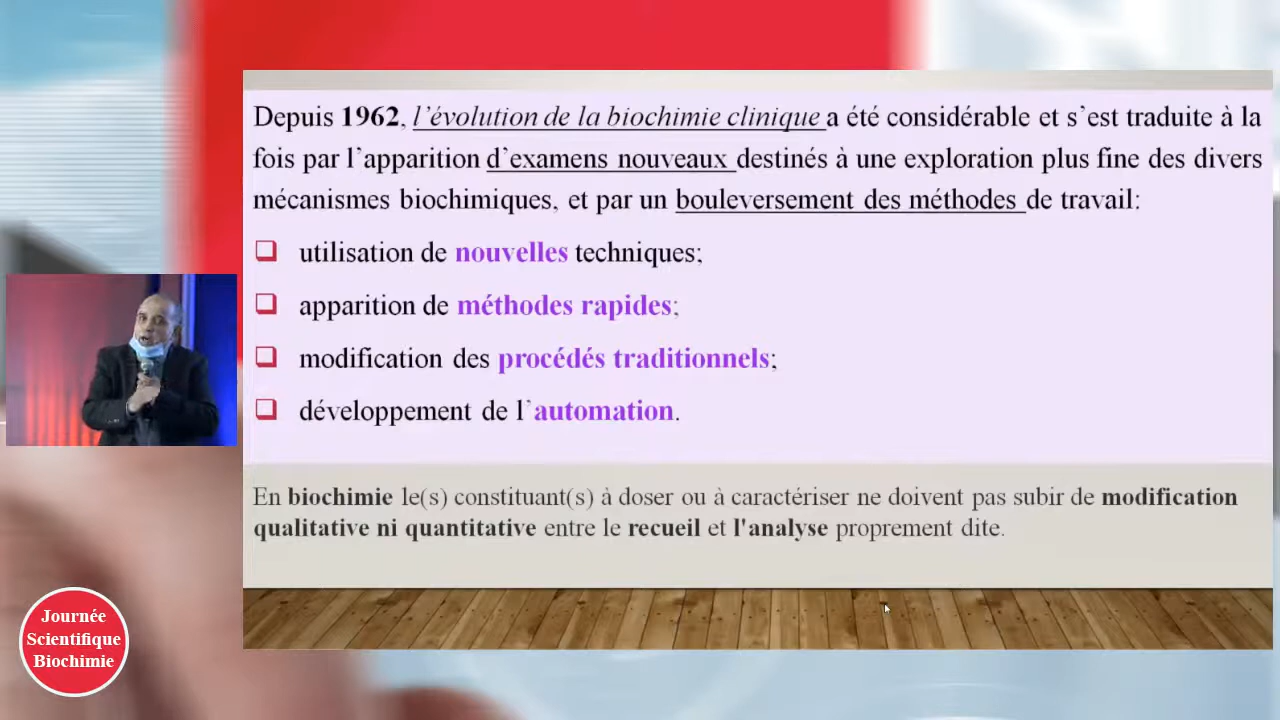 Depuis 1962, l’évolution de la biochimie clinique a été considérable et s’est traduite à la
fois par l’apparition d’examens nouveaux destinés à une exploration plus fine des divers
mécanismes biochimiques, et par un bouleversement des méthodes de travail:
❑ utilisation de nouvelles techniques;
❑ apparition de méthodes rapides;
❑ modification des procédés traditionnels;
❑ développement de l’automation.
En biochimie le(s) constituant(s) à doser ou à caractériser ne doivent pas subir de modification
qualitative ni quantitative entre le recueil et l'analyse proprement dite.
Journée
Scientifique
Biochimie